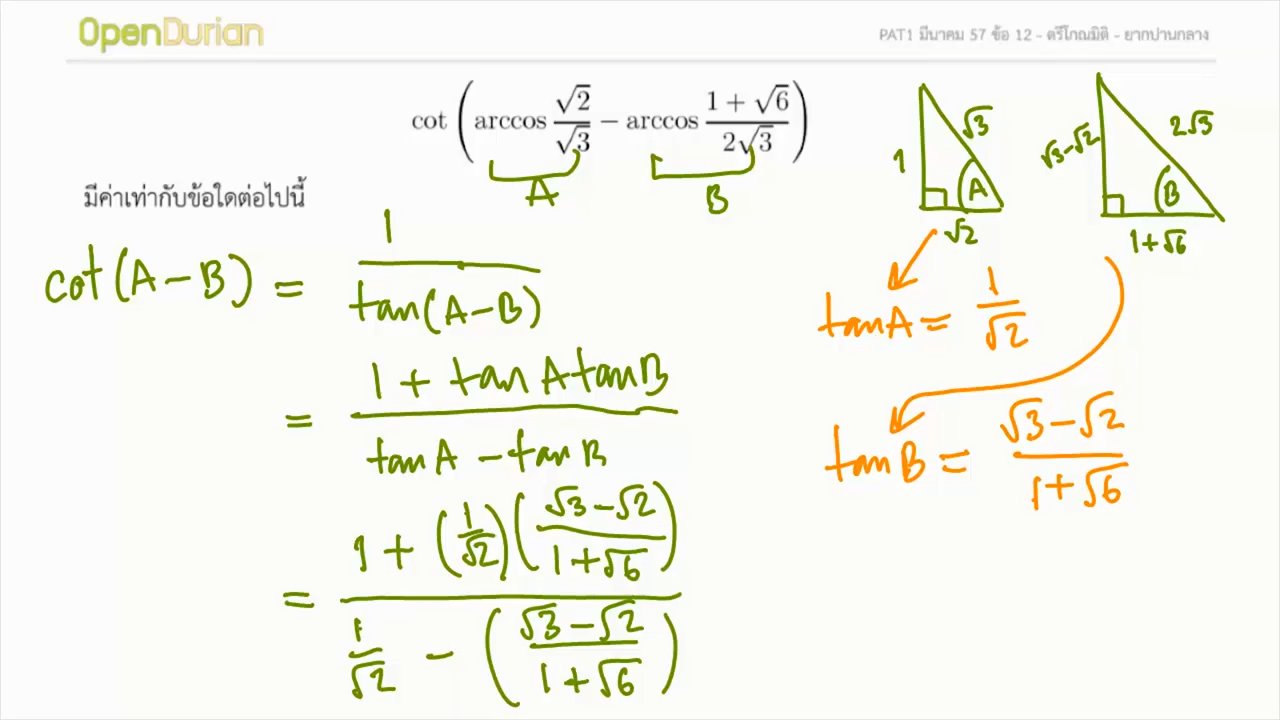 OpenDurian
PAT1 มีนาคม 57 ข้อ 12 - ตรีโกณมิติ - ยากปานกลาง
cot (arccos √2/√3 − arccos (1 + √6)/(2√3))
A B
มีค่าเท่ากับข้อใดต่อไปนี้
1 √3 A √2
√3−√2 2√3 B 1+√6
cot(A−B) = 1/tan(A−B)
= (1 + tanA tanB)/(tanA − tanB)
= (1 + (1/√2)((√3−√2)/(1+√6)))/(1/√2 − ((√3−√2)/(1+√6)))
tanA = 1/√2
tanB = (√3−√2)/(1+√6)